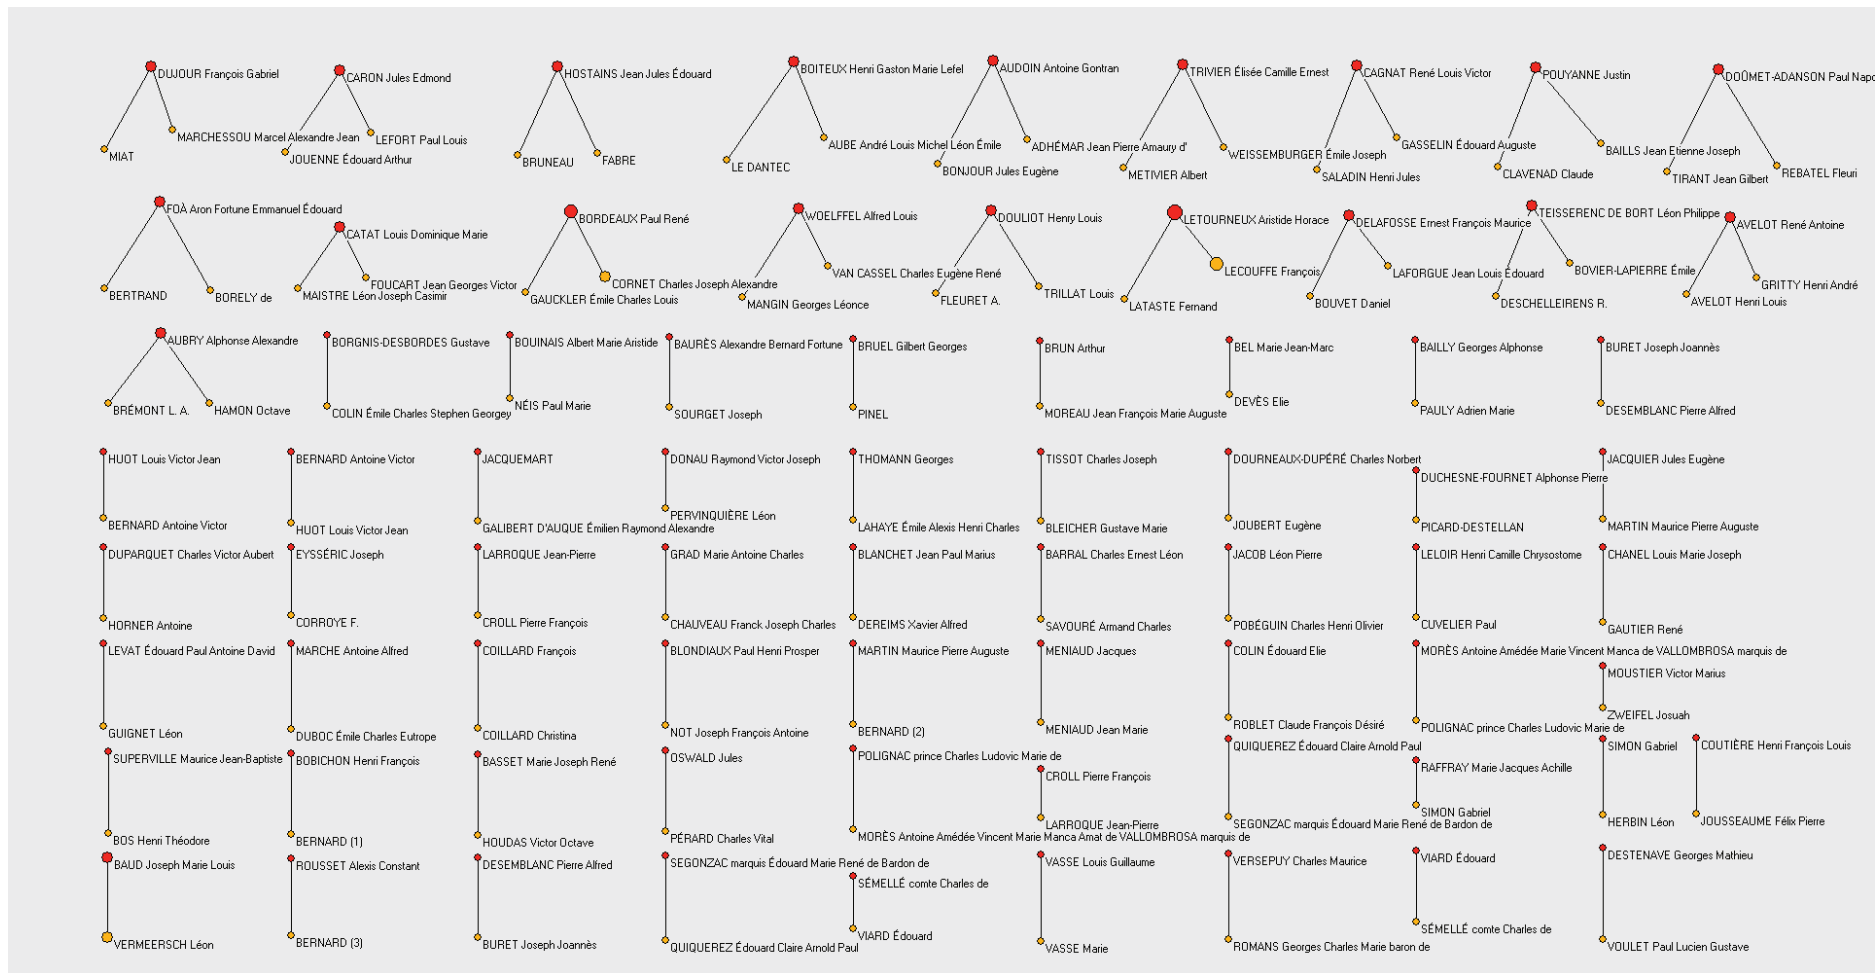 DUJOUR François Gabriel
CARON Jules Edmond
HOSTAINS Jean Jules Édouard
BOITEUX Henri Gaston Marie Lefel
AUDOIN Antoine Gontran
TRIVIER Élisée Camille Ernest
CAGNAT René Louis Victor
POUYANNE Justin
DOÛMET-ADANSON Paul Napo
MIAT
MARCHESSOU Marcel Alexandre Jean
JOUENNE Édouard Arthur
LEFORT Paul Louis
BRUNEAU
FABRE
LE DANTEC
AUBE André Louis Michel Léon Émile
BONJOUR Jules Eugène
ADHÉMAR Jean Pierre Amaury d'
METIVIER Albert
WEISSEMBURGER Émile Joseph
SALADIN Henri Jules
GASSELIN Édouard Auguste
CLAVENAD Claude
BAILLS Jean Etienne Joseph
TIRANT Jean Gilbert
REBATEL Fleuri
FOÀ Aron Fortune Emmanuel Édouard
CATAT Louis Dominique Marie
BORDEAUX Paul René
WOELFFEL Alfred Louis
DOULIOT Henry Louis
LETOURNEUX Aristide Horace
DELAFOSSE Ernest François Maurice
TEISSERENC DE BORT Léon Philippe
AVELOT René Antoine
BERTRAND
BORELY de
MAISTRE Léon Joseph Casimir
FOUCART Jean Georges Victor
GAUCKLER Émile Charles Louis
CORNET Charles Joseph Alexandre
MANGIN Georges Léonce
VAN CASSEL Charles Eugène René
FLEURET A.
TRILLAT Louis
LATASTE Fernand
LECOUFFE François
BOUVET Daniel
LAFORGUE Jean Louis Édouard
DESCHELLEIRENS R.
BOVIER-LAPIERRE Émile
AVELOT Henri Louis
GRITTY Henri André
AUBRY Alphonse Alexandre
BORGNIS-DESBORDES Gustave
BOUINAIS Albert Marie Aristide
BAURÈS Alexandre Bernard Fortune
BRUEL Gilbert Georges
BRUN Arthur
BEL Marie Jean-Marc
BAILLY Georges Alphonse
BURET Joseph Joannès
BRÉMONT L. A.
HAMON Octave
COLIN Émile Charles Stephen Georgey
NÉIS Paul Marie
SOURGET Joseph
PINEL
MOREAU Jean François Marie Auguste
DEVÈS Elie
PAULY Adrien Marie
DESEMBLANC Pierre Alfred
HUOT Louis Victor Jean
BERNARD Antoine Victor
JACQUEMART
DONAU Raymond Victor Joseph
THOMANN Georges
TISSOT Charles Joseph
DOURNEAUX-DUPÉRÉ Charles Norbert
DUCHESNE-FOURNET Alphonse Pierre
JACQUIER Jules Eugène
BERNARD Antoine Victor
HUOT Louis Victor Jean
GALIBERT D'AUQUE Émilien Raymond Alexandre
PERVINQUIÈRE Léon
LAHAYE Émile Alexis Henri Charles
BLEICHER Gustave Marie
JOUBERT Eugène
PICARD-DESTELLAN
MARTIN Maurice Pierre Auguste
DUPARQUET Charles Victor Aubert
EYSSÉRIC Joseph
LARROQUE Jean-Pierre
GRAD Marie Antoine Charles
BLANCHET Jean Paul Marius
BARRAL Charles Ernest Léon
JACOB Léon Pierre
LELOIR Henri Camille Chrysostome
CHANEL Louis Marie Joseph
HORNER Antoine
CORROYE F.
CROLL Pierre François
CHAUVEAU Franck Joseph Charles
DEREIMS Xavier Alfred
SAVOURÉ Armand Charles
POBÉGUIN Charles Henri Olivier
CUVELIER Paul
GAUTIER René
LEVAT Édouard Paul Antoine David
MARCHE Antoine Alfred
COILLARD François
BLONDIAUX Paul Henri Prosper
MARTIN Maurice Pierre Auguste
MENIAUD Jacques
COLIN Édouard Elie
MORÈS Antoine Amédée Marie Vincent Manca de VALLOMBROSA marquis de
MOUSTIER Victor Marius
GUIGNET Léon
DUBOC Émile Charles Eutrope
COILLARD Christina
NOT Joseph François Antoine
BERNARD (2)
MENIAUD Jean Marie
ROBLET Claude François Désiré
POLIGNAC prince Charles Ludovic Marie de
ZWEIFEL Josuah
SUPERVILLE Maurice Jean-Baptiste
BOBICHON Henri François
BASSET Marie Joseph René
OSWALD Jules
POLIGNAC prince Charles Ludovic Marie de
CROLL Pierre François
QUIQUEREZ Édouard Claire Arnold Paul
RAFFRAY Marie Jacques Achille
SIMON Gabriel
COUTIÈRE Henri François Louis
BOS Henri Théodore
BERNARD (1)
HOUDAS Victor Octave
PÉRARD Charles Vital
MORÈS Antoine Amédée Vincent Marie Manca Amat de VALLOMBROSA marquis de
LARROQUE Jean-Pierre
SEGONZAC marquis Édouard Marie René de Bardon de
SIMON Gabriel
HERBIN Léon
JOUSSEAUME Félix Pierre
BAUD Joseph Marie Louis
ROUSSET Alexis Constant
DESEMBLANC Pierre Alfred
SEGONZAC marquis Édouard Marie René de Bardon de
SÉMELLÉ comte Charles de
VASSE Louis Guillaume
VERSEPUY Charles Maurice
VIARD Édouard
DESTENAVE Georges Mathieu
VERMEERSCH Léon
BERNARD (3)
BURET Joseph Joannès
QUIQUEREZ Édouard Claire Arnold Paul
VIARD Édouard
VASSE Marie
ROMANS Georges Charles Marie baron de
SÉMELLÉ comte Charles de
VOULET Paul Lucien Gustave